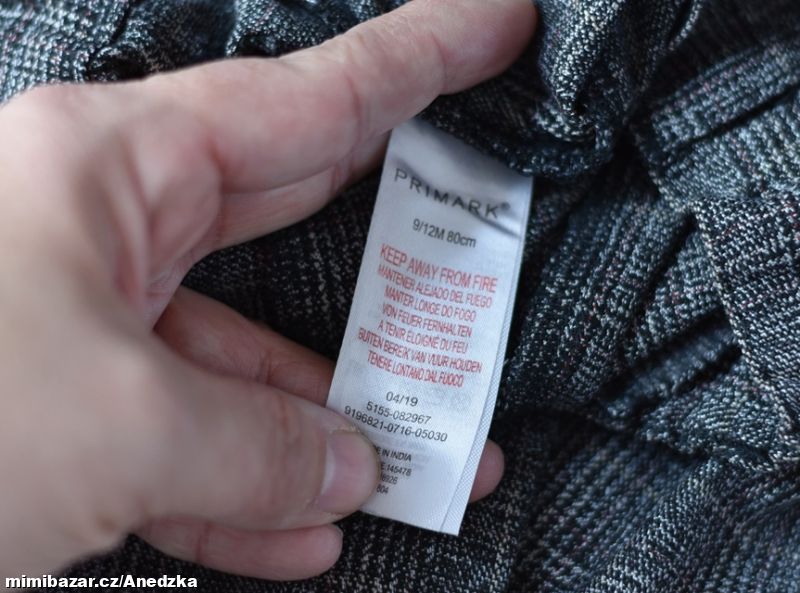 PRIMARK®
9/12M 80cm
KEEP AWAY FROM FIRE
MANTENER ALEJADO DEL FUEGO
MANTER LONGE DO FOGO
VON FEUER FERNHALTEN
A TENIR ÉLOIGNÉ DU FEU
BUITEN BEREIK VAN VUUR HOUDEN
TENERE LONTANO DAL FUOCO
04/19
5155-082967
9196821-0716-05030
IN INDIA
mimibazar.cz/Anedzka